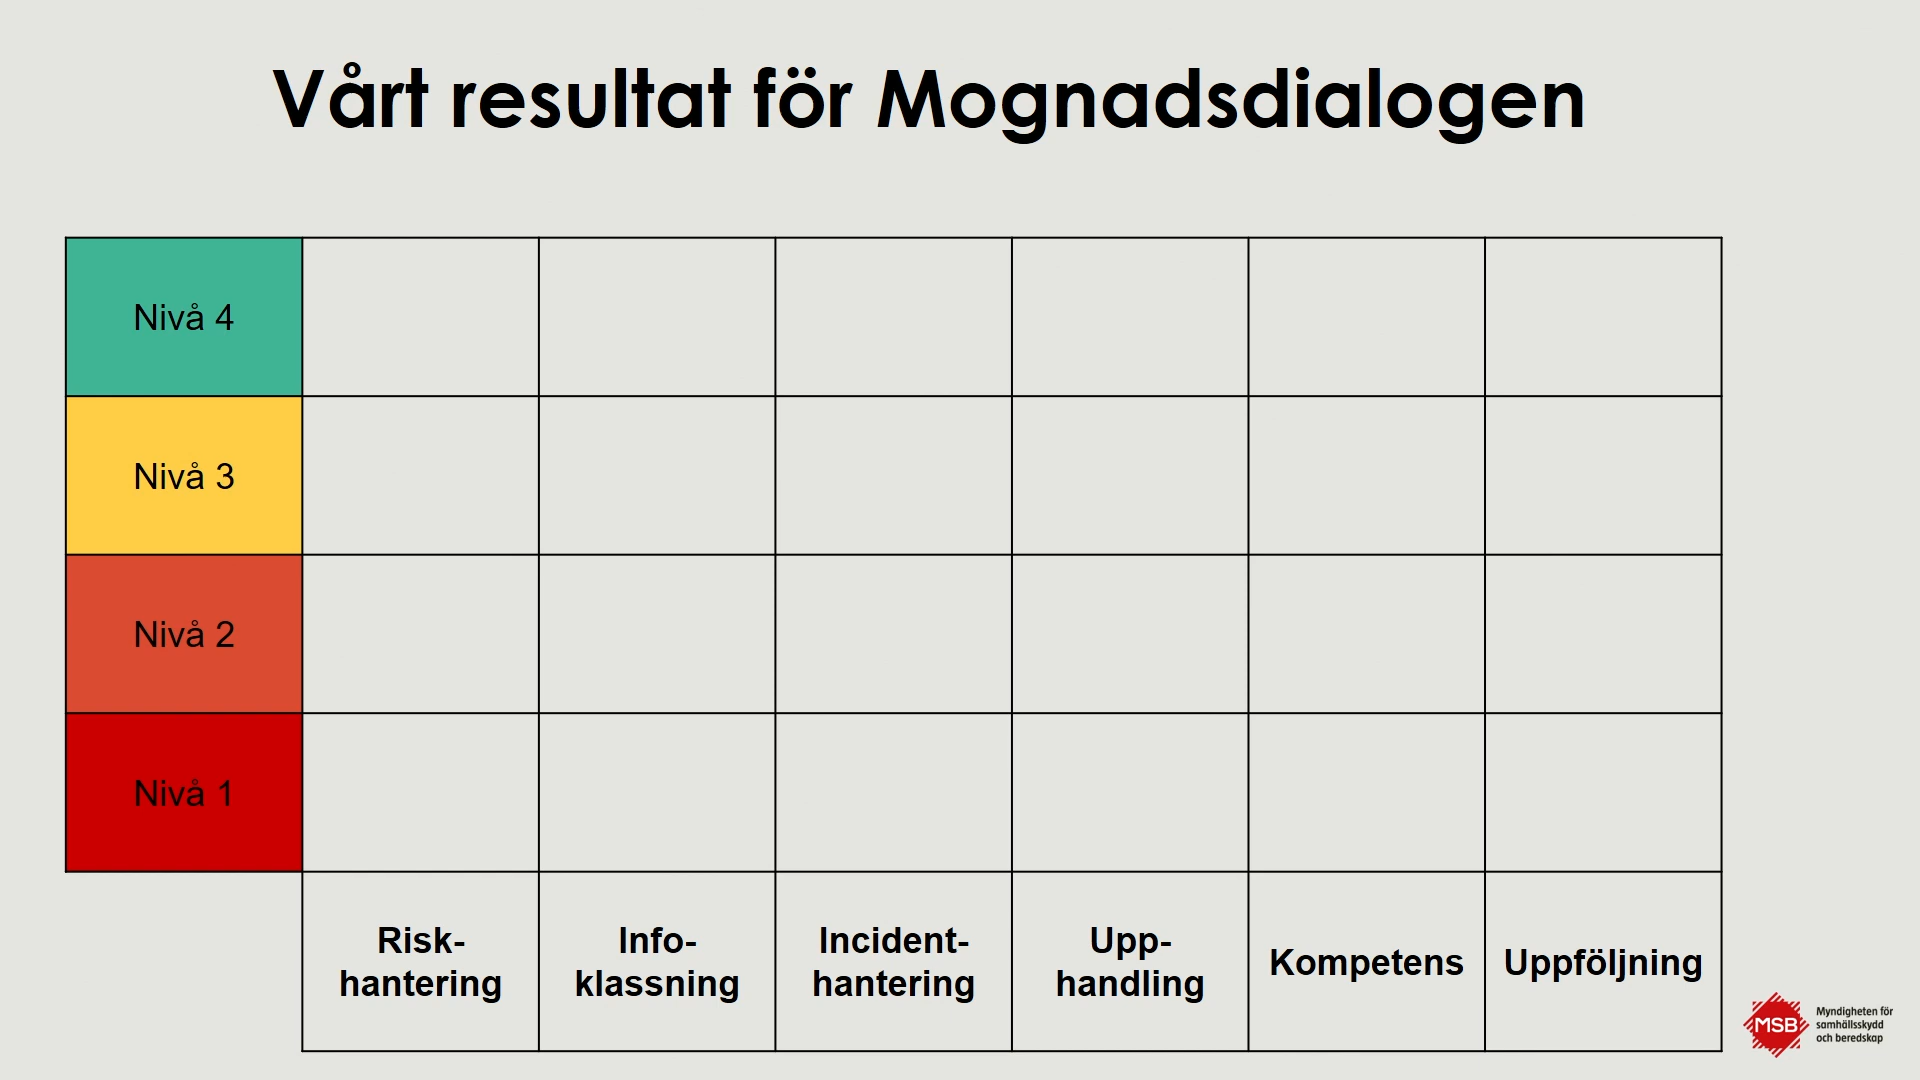 Vårt resultat för Mognadsdialogen
Nivå 4
Nivå 3
Nivå 2
Nivå 1
Risk-
hantering
Info-
klassning
Incident-
hantering
Upp-
handling
Kompetens
Uppföljning
MSB
Myndigheten för
samhällsskydd
och beredskap